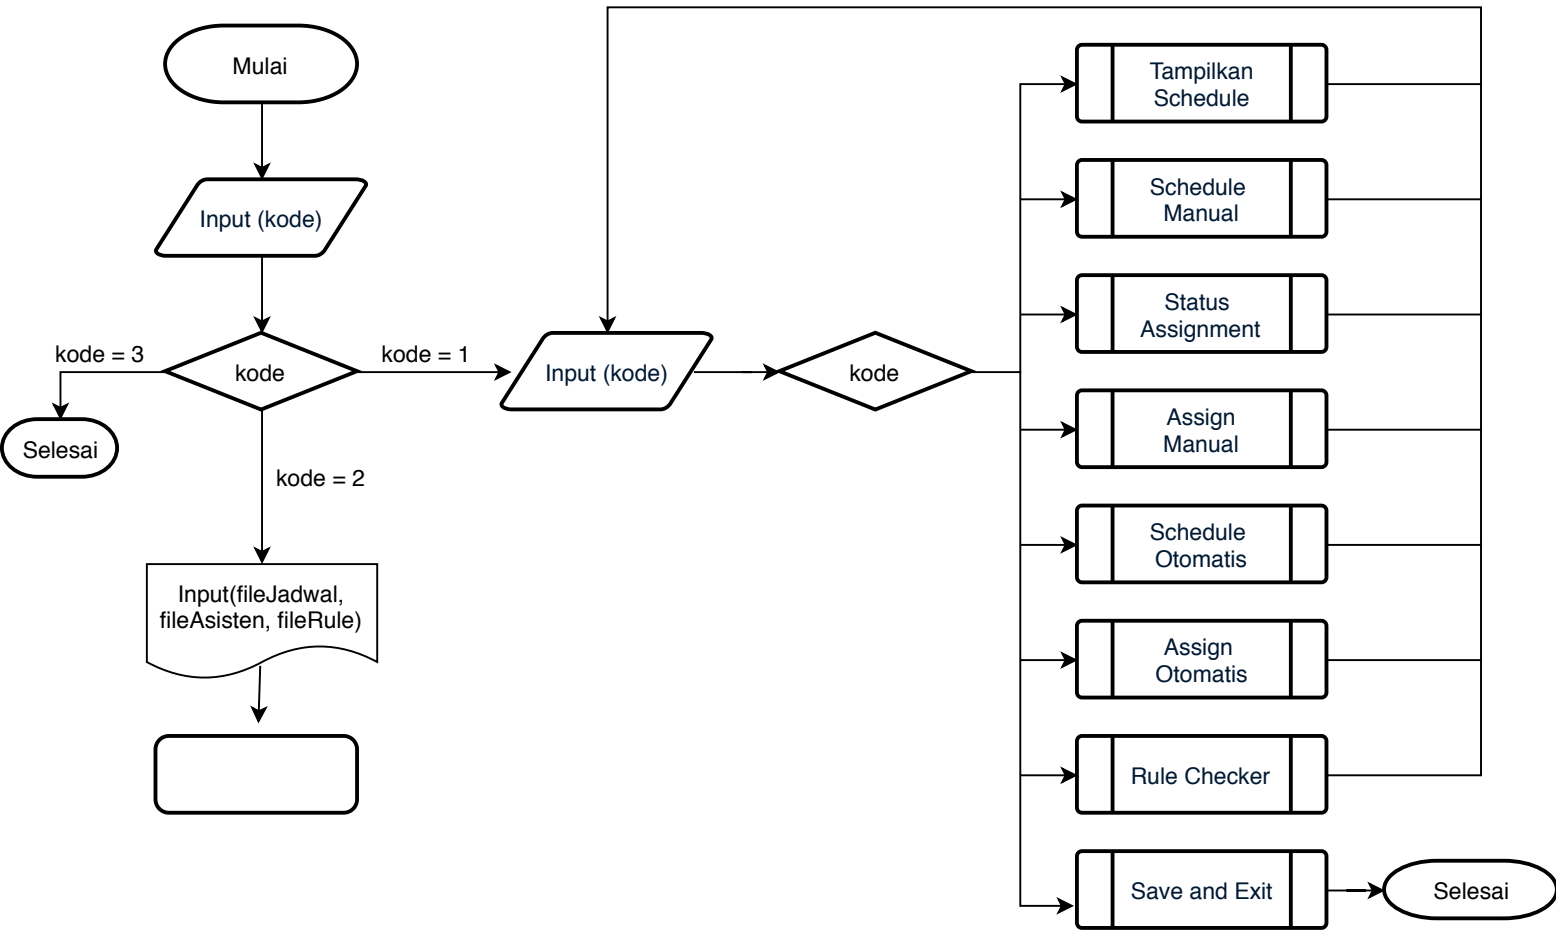 Mulai
Input (kode)
kode = 3
kode
kode = 1
Selesai
kode = 2
Input(fileJadwal,
fileAsisten, fileRule)
Input (kode)
kode
Tampilkan
Schedule
Schedule
Manual
Status
Assignment
Assign
Manual
Schedule
Otomatis
Assign
Otomatis
Rule Checker
Save and Exit
Selesai